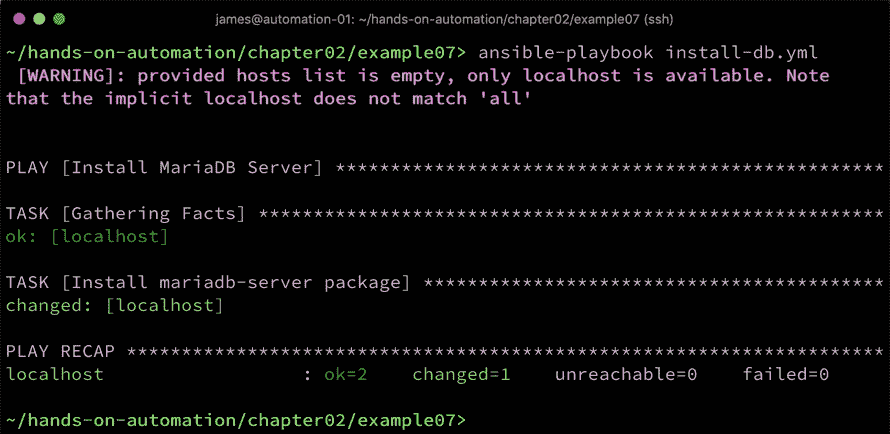 james@automation-01: ~/hands-on-automation/chapter02/example07 (ssh)
~/hands-on-automation/chapter02/example07> ansible-playbook install-db.yml
 [WARNING]: provided hosts list is empty, only localhost is available. Note
that the implicit localhost does not match 'all'
PLAY [Install MariaDB Server] **************************************************
TASK [Gathering Facts] *********************************************************
ok: [localhost]
TASK [Install mariadb-server package] ******************************************
changed: [localhost]
PLAY RECAP *********************************************************************
localhost                  : ok=2    changed=1    unreachable=0    failed=0
~/hands-on-automation/chapter02/example07>